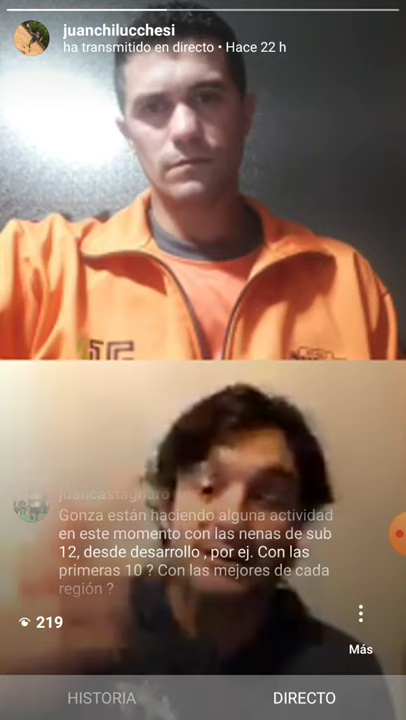 juanchilucchesi
ha transmitido en directo • Hace 22 h
juancastagnaro
Gonza están haciendo alguna actividad
en este momento con las nenas de sub
12, desde desarrollo , por ej. Con las
primeras 10 ? Con las mejores de cada
región ?
219
Más
HISTORIA
DIRECTO